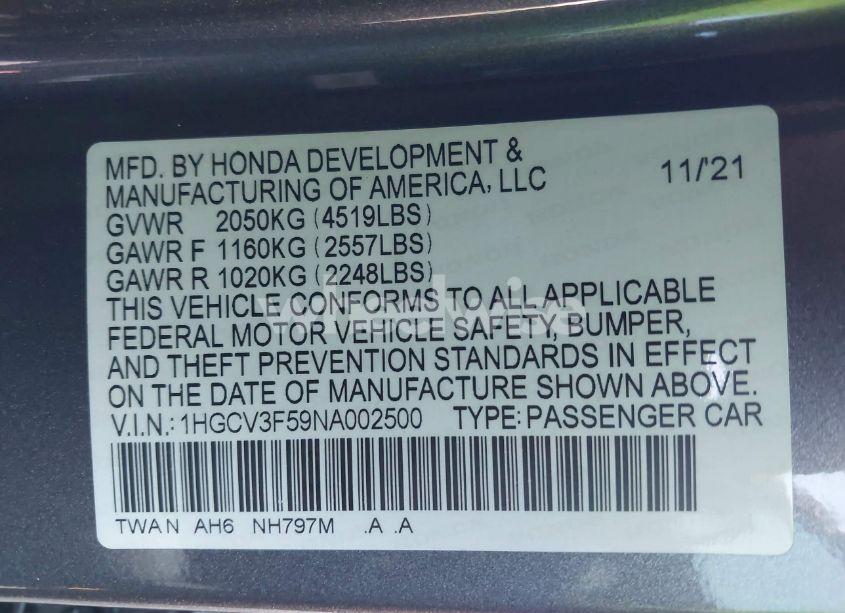 MFD. BY HONDA DEVELOPMENT &
MANUFACTURING OF AMERICA, LLC 11/'21
GVWR 2050KG (4519LBS)
GAWR F 1160KG (2557LBS)
GAWR R 1020KG (2248LBS)
THIS VEHICLE CONFORMS TO ALL APPLICABLE
FEDERAL MOTOR VEHICLE SAFETY, BUMPER,
AND THEFT PREVENTION STANDARDS IN EFFECT
ON THE DATE OF MANUFACTURE SHOWN ABOVE.
V.I.N.: 1HGCV3F59NA002500 TYPE: PASSENGER CAR
TWA N AH6 NH797M .A .A